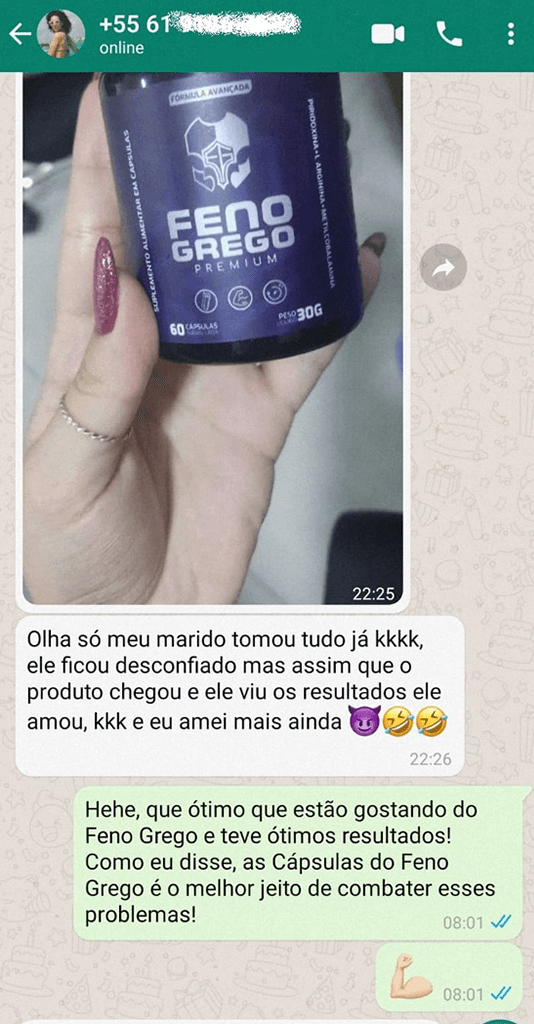 +55 61
online
FÓRMULA AVANÇADA
SUPLEMENTO ALIMENTAR EM CÁPSULAS
PIRIDOXINA • L ARGININA • METILCOBALAMINA
FENO
GREGO
PREMIUM
60 CÁPSULAS
PESO 30G
22:25
Olha só meu marido tomou tudo já kkkk,
ele ficou desconfiado mas assim que o
produto chegou e ele viu os resultados ele
amou, kkk e eu amei mais ainda 😈🤣🤣
22:26
Hehe, que ótimo que estão gostando do
Feno Grego e teve ótimos resultados!
Como eu disse, as Cápsulas do Feno
Grego é o melhor jeito de combater esses
problemas!
08:01
💪🏻
08:01